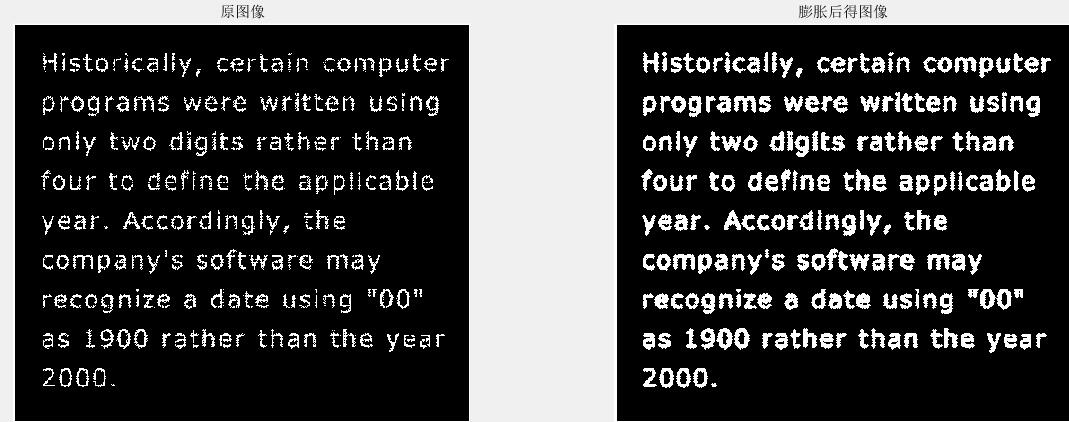 原图像
Historically, certain computer
programs were written using
only two digits rather than
four to define the applicable
year. Accordingly, the
company's software may
recognize a date using "00"
as 1900 rather than the year
2000.
膨胀后得图像
Historically, certain computer
programs were written using
only two digits rather than
four to define the applicable
year. Accordingly, the
company's software may
recognize a date using "00"
as 1900 rather than the year
2000.